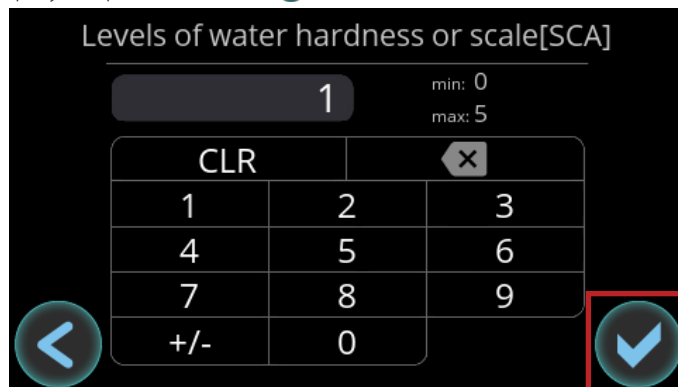 Levels of water hardness or scale[SCA]
1 min: 0
max: 5
CLR
1 2 3
4 5 6
7 8 9
+/- 0